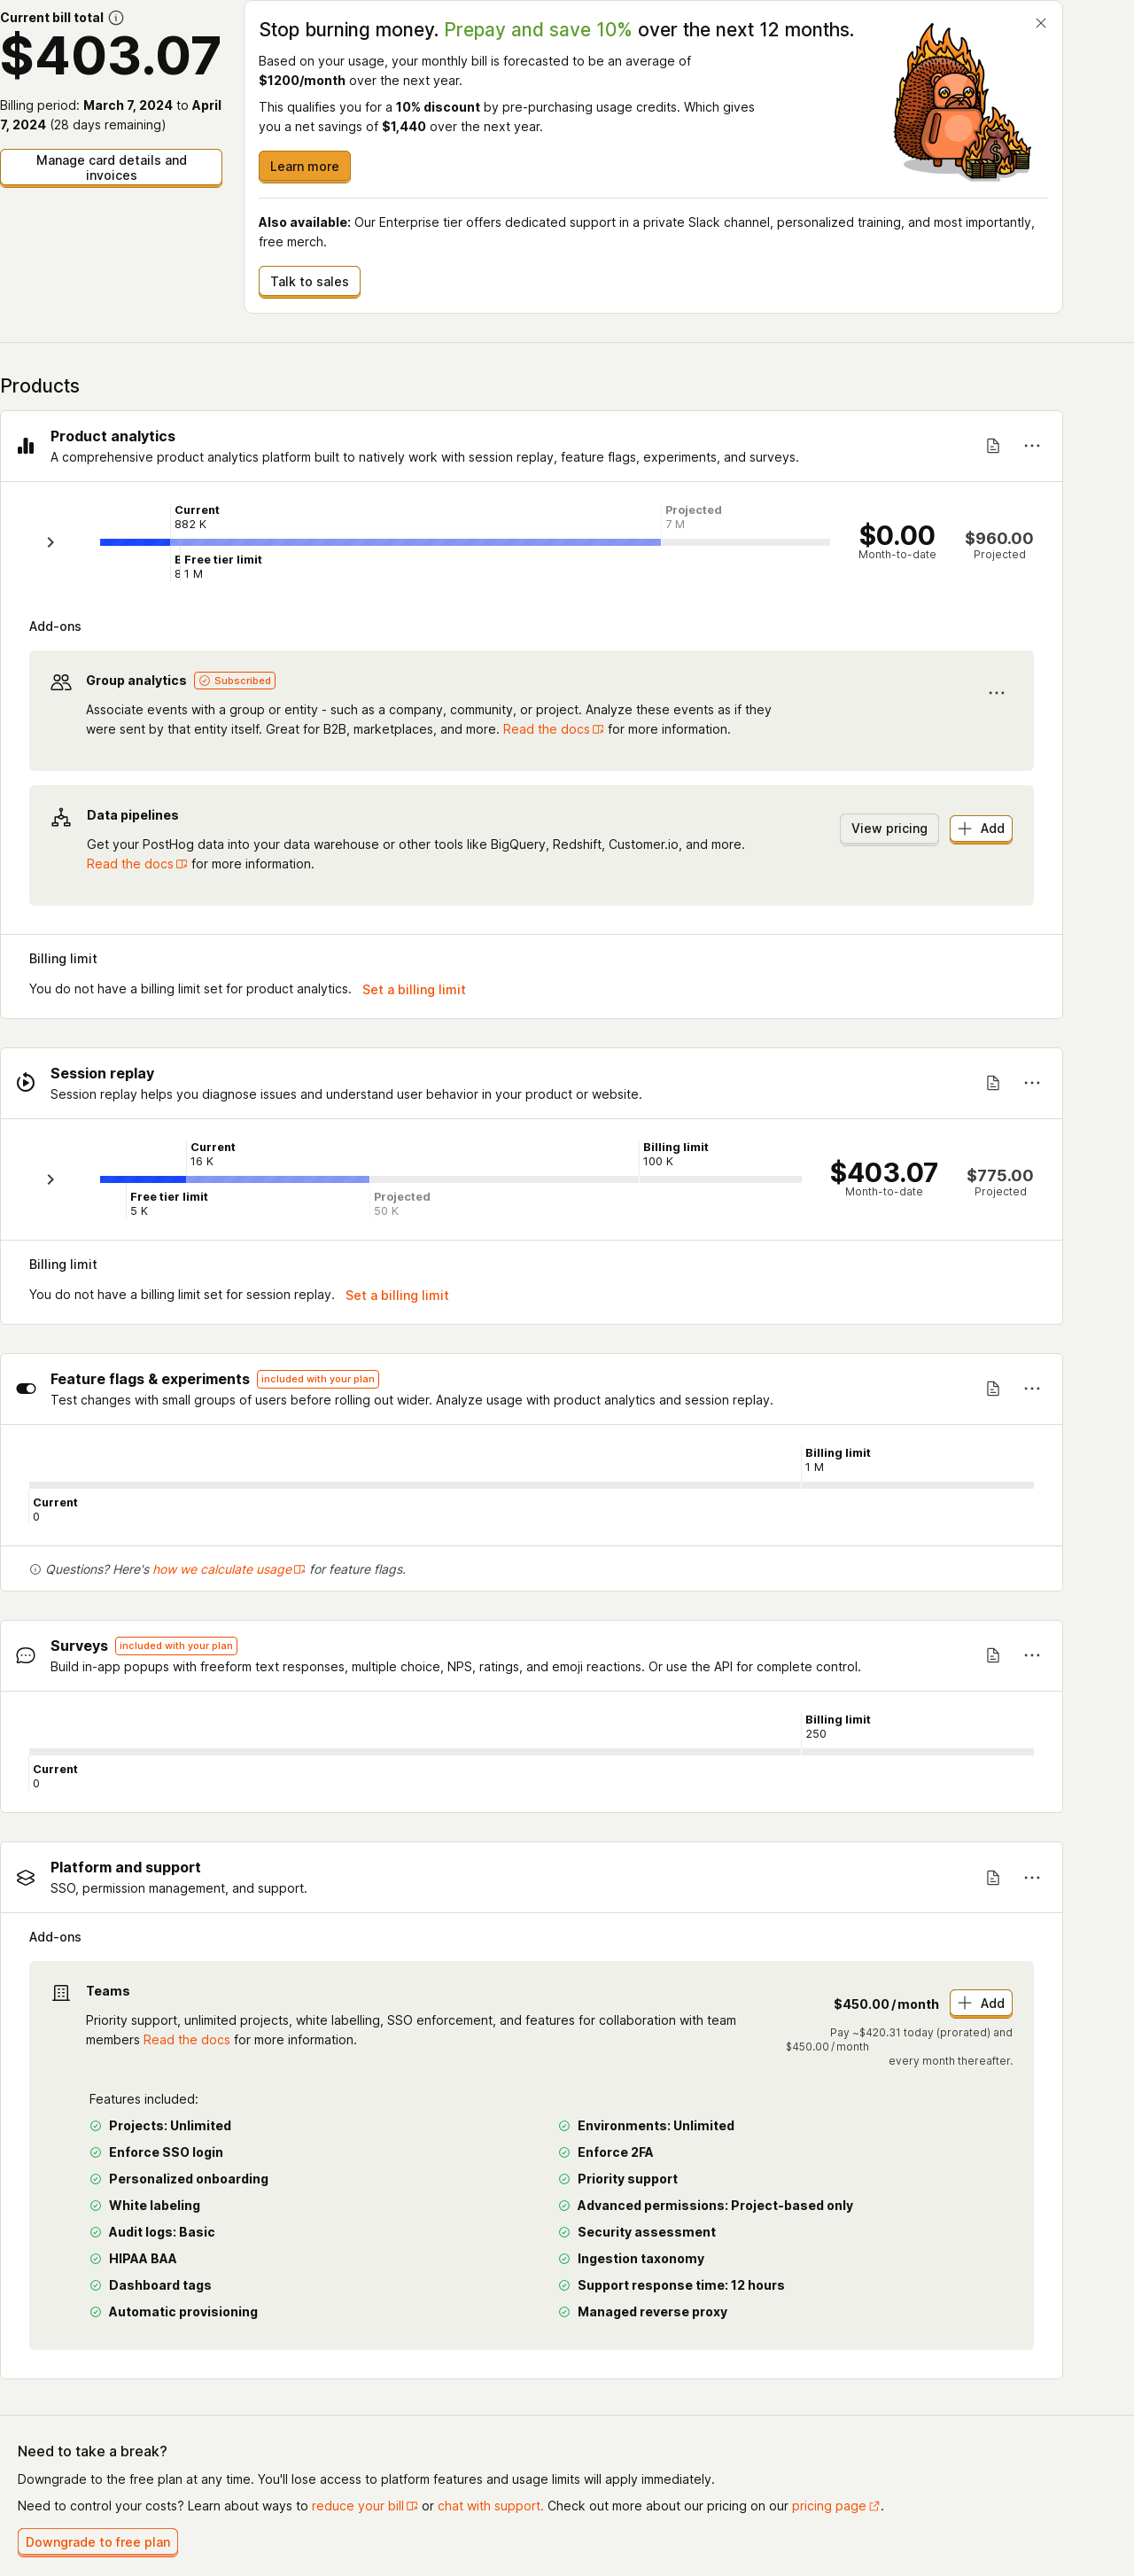 Current bill total
$403.07
Billing period: March 7, 2024 to April
7, 2024 (28 days remaining)
Manage card details and
invoices
Stop burning money. Prepay and save 10% over the next 12 months.
Based on your usage, your monthly bill is forecasted to be an average of
$1200/month over the next year.
This qualifies you for a 10% discount by pre-purchasing usage credits. Which gives
you a net savings of $1,440 over the next year.
Learn more
Also available: Our Enterprise tier offers dedicated support in a private Slack channel, personalized training, and most importantly,
free merch.
Talk to sales
Products
Product analytics
A comprehensive product analytics platform built to natively work with session replay, feature flags, experiments, and surveys.
Current
882 K
Projected
7 M
Free tier limit
1 M
$0.00
Month-to-date
$960.00
Projected
Add-ons
Group analytics Subscribed
Associate events with a group or entity - such as a company, community, or project. Analyze these events as if they
were sent by that entity itself. Great for B2B, marketplaces, and more. Read the docs for more information.
Data pipelines
Get your PostHog data into your data warehouse or other tools like BigQuery, Redshift, Customer.io, and more.
Read the docs for more information.
View pricing
Add
Billing limit
You do not have a billing limit set for product analytics. Set a billing limit
Session replay
Session replay helps you diagnose issues and understand user behavior in your product or website.
Current
16 K
Billing limit
100 K
Free tier limit
5 K
Projected
50 K
$403.07
Month-to-date
$775.00
Projected
Billing limit
You do not have a billing limit set for session replay. Set a billing limit
Feature flags & experiments included with your plan
Test changes with small groups of users before rolling out wider. Analyze usage with product analytics and session replay.
Billing limit
1 M
Current
0
Questions? Here's how we calculate usage for feature flags.
Surveys included with your plan
Build in-app popups with freeform text responses, multiple choice, NPS, ratings, and emoji reactions. Or use the API for complete control.
Billing limit
250
Current
0
Platform and support
SSO, permission management, and support.
Add-ons
Teams
Priority support, unlimited projects, white labelling, SSO enforcement, and features for collaboration with team
members Read the docs for more information.
$450.00/month
Add
Pay ~$420.31 today (prorated) and
$450.00/month
every month thereafter.
Features included:
Projects: Unlimited
Environments: Unlimited
Enforce SSO login
Enforce 2FA
Personalized onboarding
Priority support
White labeling
Advanced permissions: Project-based only
Audit logs: Basic
Security assessment
HIPAA BAA
Ingestion taxonomy
Dashboard tags
Support response time: 12 hours
Automatic provisioning
Managed reverse proxy
Need to take a break?
Downgrade to the free plan at any time. You'll lose access to platform features and usage limits will apply immediately.
Need to control your costs? Learn about ways to reduce your bill or chat with support. Check out more about our pricing on our pricing page.
Downgrade to free plan